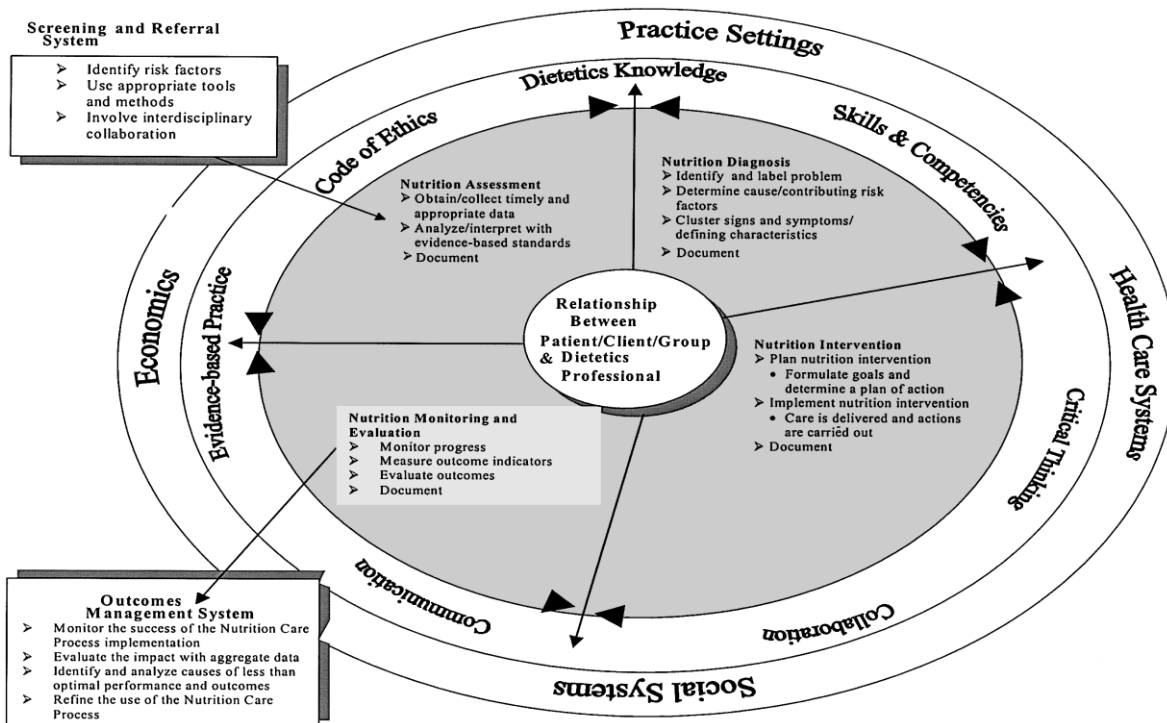 Screening and Referral
System
➢ Identify risk factors
➢ Use appropriate tools
and methods
➢ Involve interdisciplinary
collaboration
Practice Settings
Dietetics Knowledge
Code of Ethics
Skills & Competencies
Nutrition Assessment
➢ Obtain/collect timely and
appropriate data
➢ Analyze/interpret with
evidence-based standards
➢ Document
Nutrition Diagnosis
➢ Identify and label problem
➢ Determine cause/contributing risk
factors
➢ Cluster signs and symptoms/
defining characteristics
➢ Document
Economics
Evidence-based Practice
Relationship
Between
Patient/Client/Group
& Dietetics
Professional
Health Care Systems
Critical Thinking
Nutrition Intervention
➢ Plan nutrition intervention
• Formulate goals and
determine a plan of action
➢ Implement nutrition intervention
• Care is delivered and actions
are carried out
➢ Document
Nutrition Monitoring and
Evaluation
➢ Monitor progress
➢ Measure outcome indicators
➢ Evaluate outcomes
➢ Document
Communication
Collaboration
Social Systems
Outcomes
Management System
➢ Monitor the success of the Nutrition Care
Process implementation
➢ Evaluate the impact with aggregate data
➢ Identify and analyze causes of less than
optimal performance and outcomes
➢ Refine the use of the Nutrition Care
Process